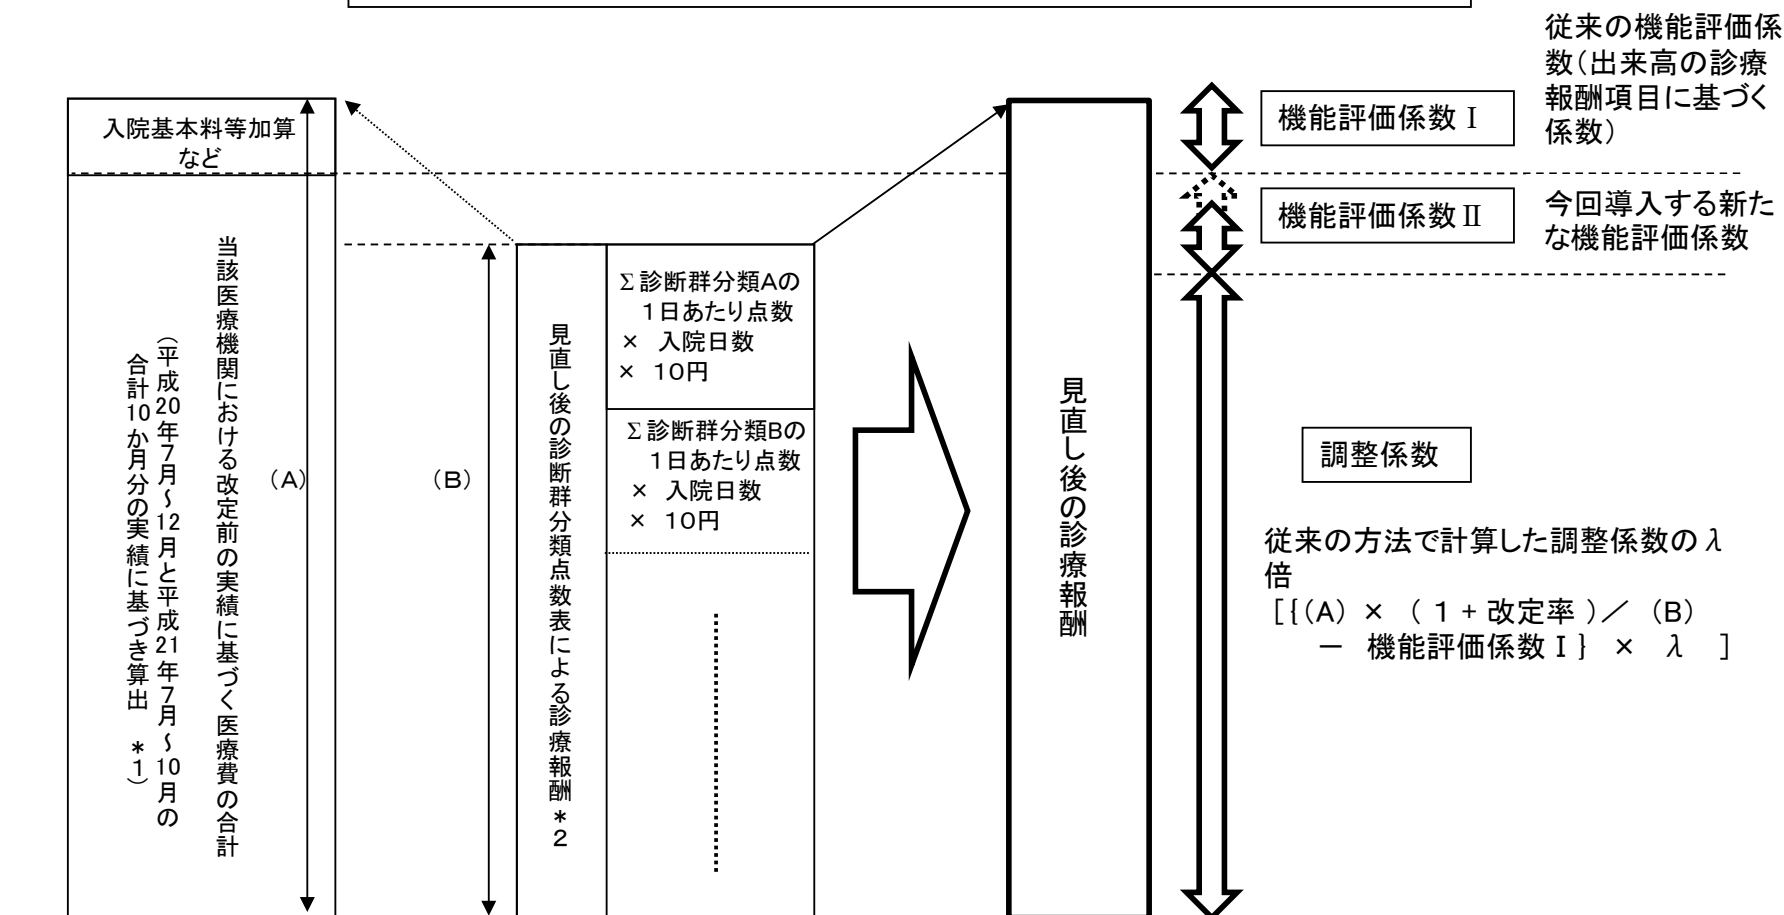 入院基本料等加算
など
当該医療機関における改定前の実績に基づく医療費の合計
（平成20年7月～12月と平成21年7月～10月の
合計10か月分の実績に基づき算出　＊1）
（A）
（B）
見直し後の診断群分類点数表による診療報酬＊2
Σ診断群分類Aの
1日あたり点数
×　入院日数
×　10円
Σ診断群分類Bの
1日あたり点数
×　入院日数
×　10円
見直し後の診療報酬
機能評価係数Ⅰ
従来の機能評価係
数（出来高の診療
報酬項目に基づく
係数）
機能評価係数Ⅱ
今回導入する新た
な機能評価係数
調整係数
従来の方法で計算した調整係数のλ
倍
［｛（A）×　（ 1 + 改定率 ）／　（B）
－　機能評価係数Ⅰ｝　×　λ　］